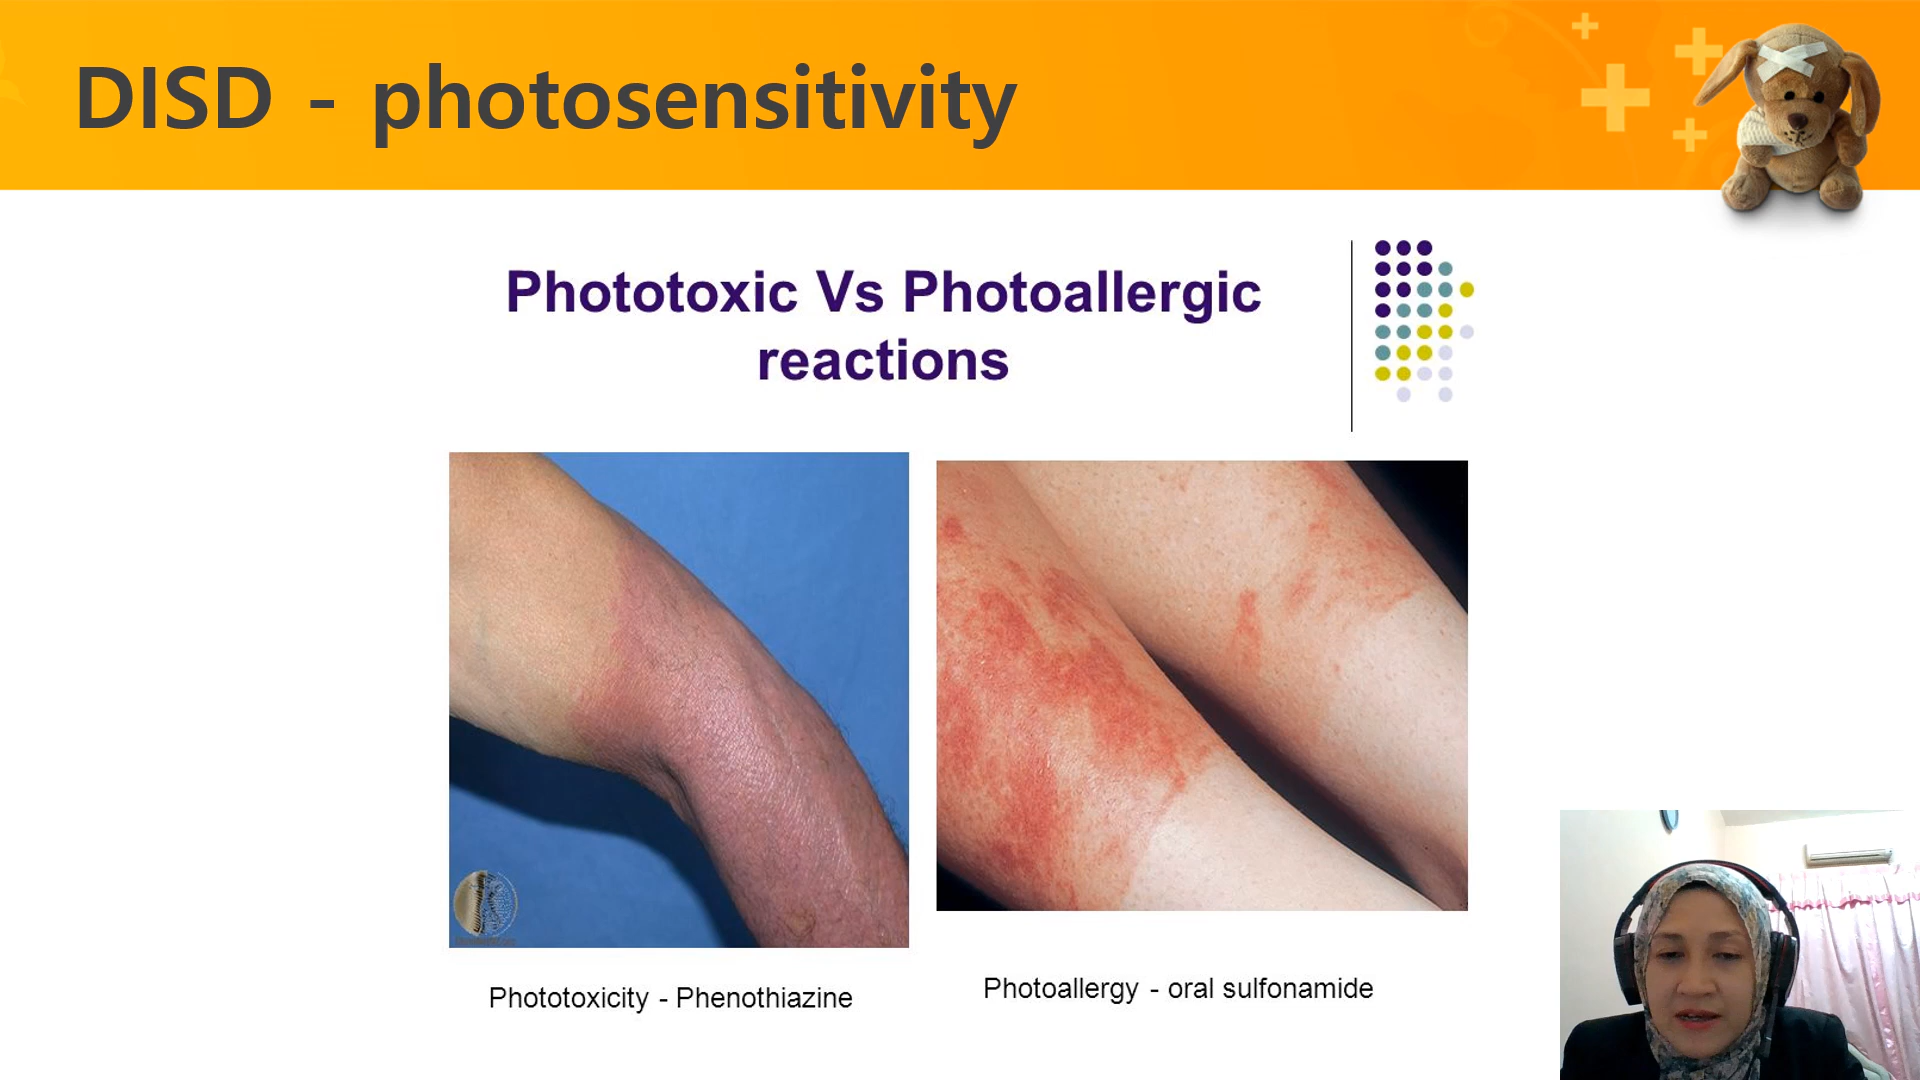 DISD - photosensitivity
Phototoxic Vs Photoallergic
reactions
Phototoxicity - Phenothiazine
Photoallergy - oral sulfonamide